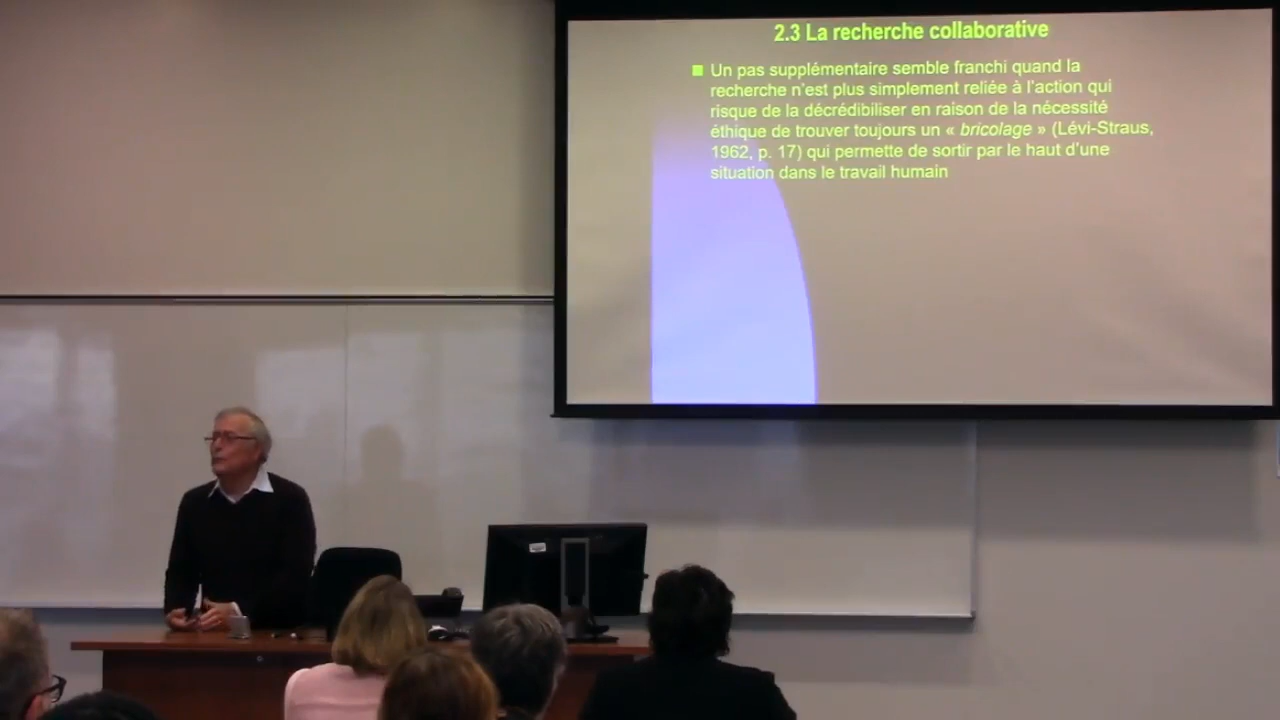 2.3 La recherche collaborative
Un pas supplémentaire semble franchi quand la
recherche n'est plus simplement reliée à l'action qui
risque de la décrédibiliser en raison de la nécessité
éthique de trouver toujours un « bricolage » (Lévi-Straus,
1962, p. 17) qui permette de sortir par le haut d'une
situation dans le travail humain